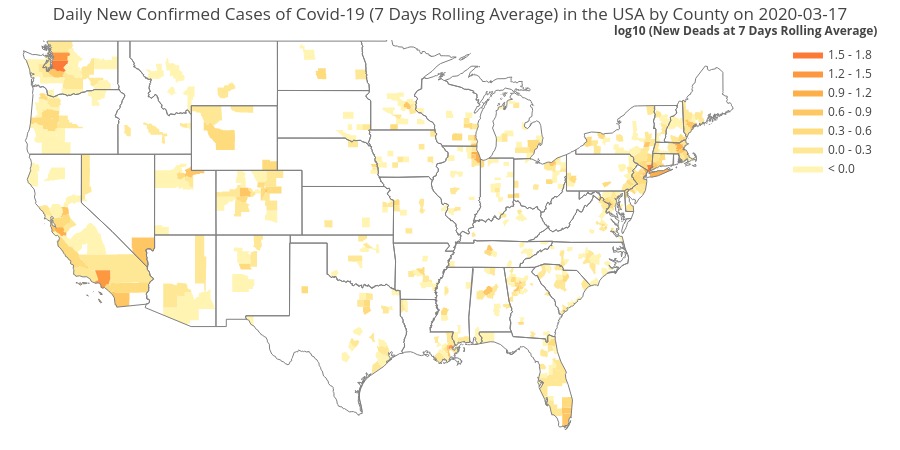 Daily New Confirmed Cases of Covid-19 (7 Days Rolling Average) in the USA by County on 2020-03-17
log10 (New Deads at 7 Days Rolling Average)
1.5 - 1.8
1.2 - 1.5
0.9 - 1.2
0.6 - 0.9
0.3 - 0.6
0.0 - 0.3
< 0.0